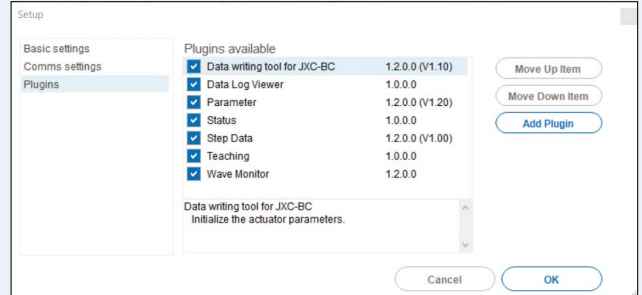 Setup
Basic settings
Comms settings
Plugins
Plugins available
Data writing tool for JXC-BC 1.2.0.0 (V1.10)
Data Log Viewer 1.0.0.0
Parameter 1.2.0.0 (V1.20)
Status 1.0.0.0
Step Data 1.2.0.0 (V1.00)
Teaching 1.0.0.0
Wave Monitor 1.2.0.0
Move Up Item
Move Down Item
Add Plugin
Data writing tool for JXC-BC
Initialize the actuator parameters.
Cancel OK